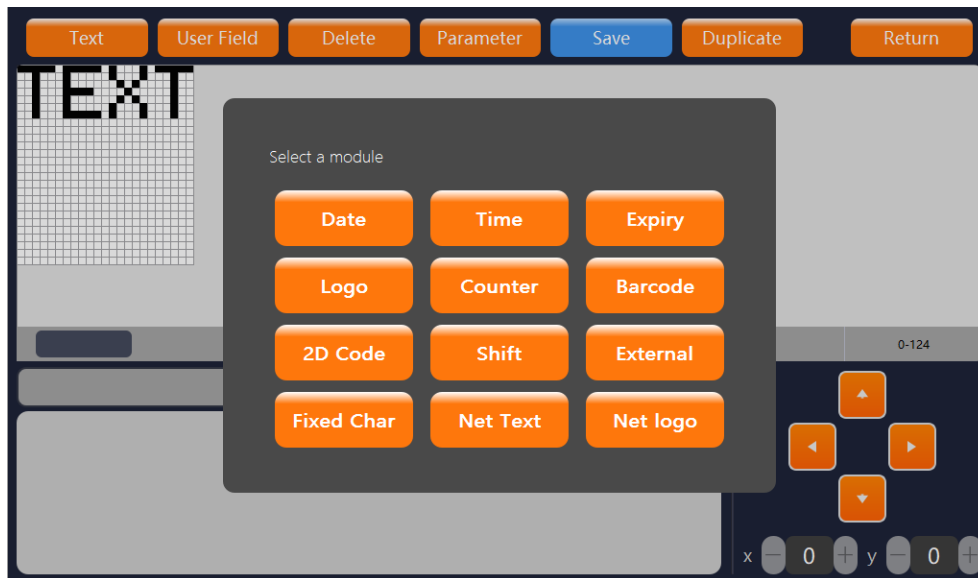 Text User Field Delete Parameter Save Duplicate Return
TEXT
Select a module
Date Time Expiry
Logo Counter Barcode
2D Code Shift External
0-124
Fixed Char Net Text Net logo
x − 0 + y − 0 +